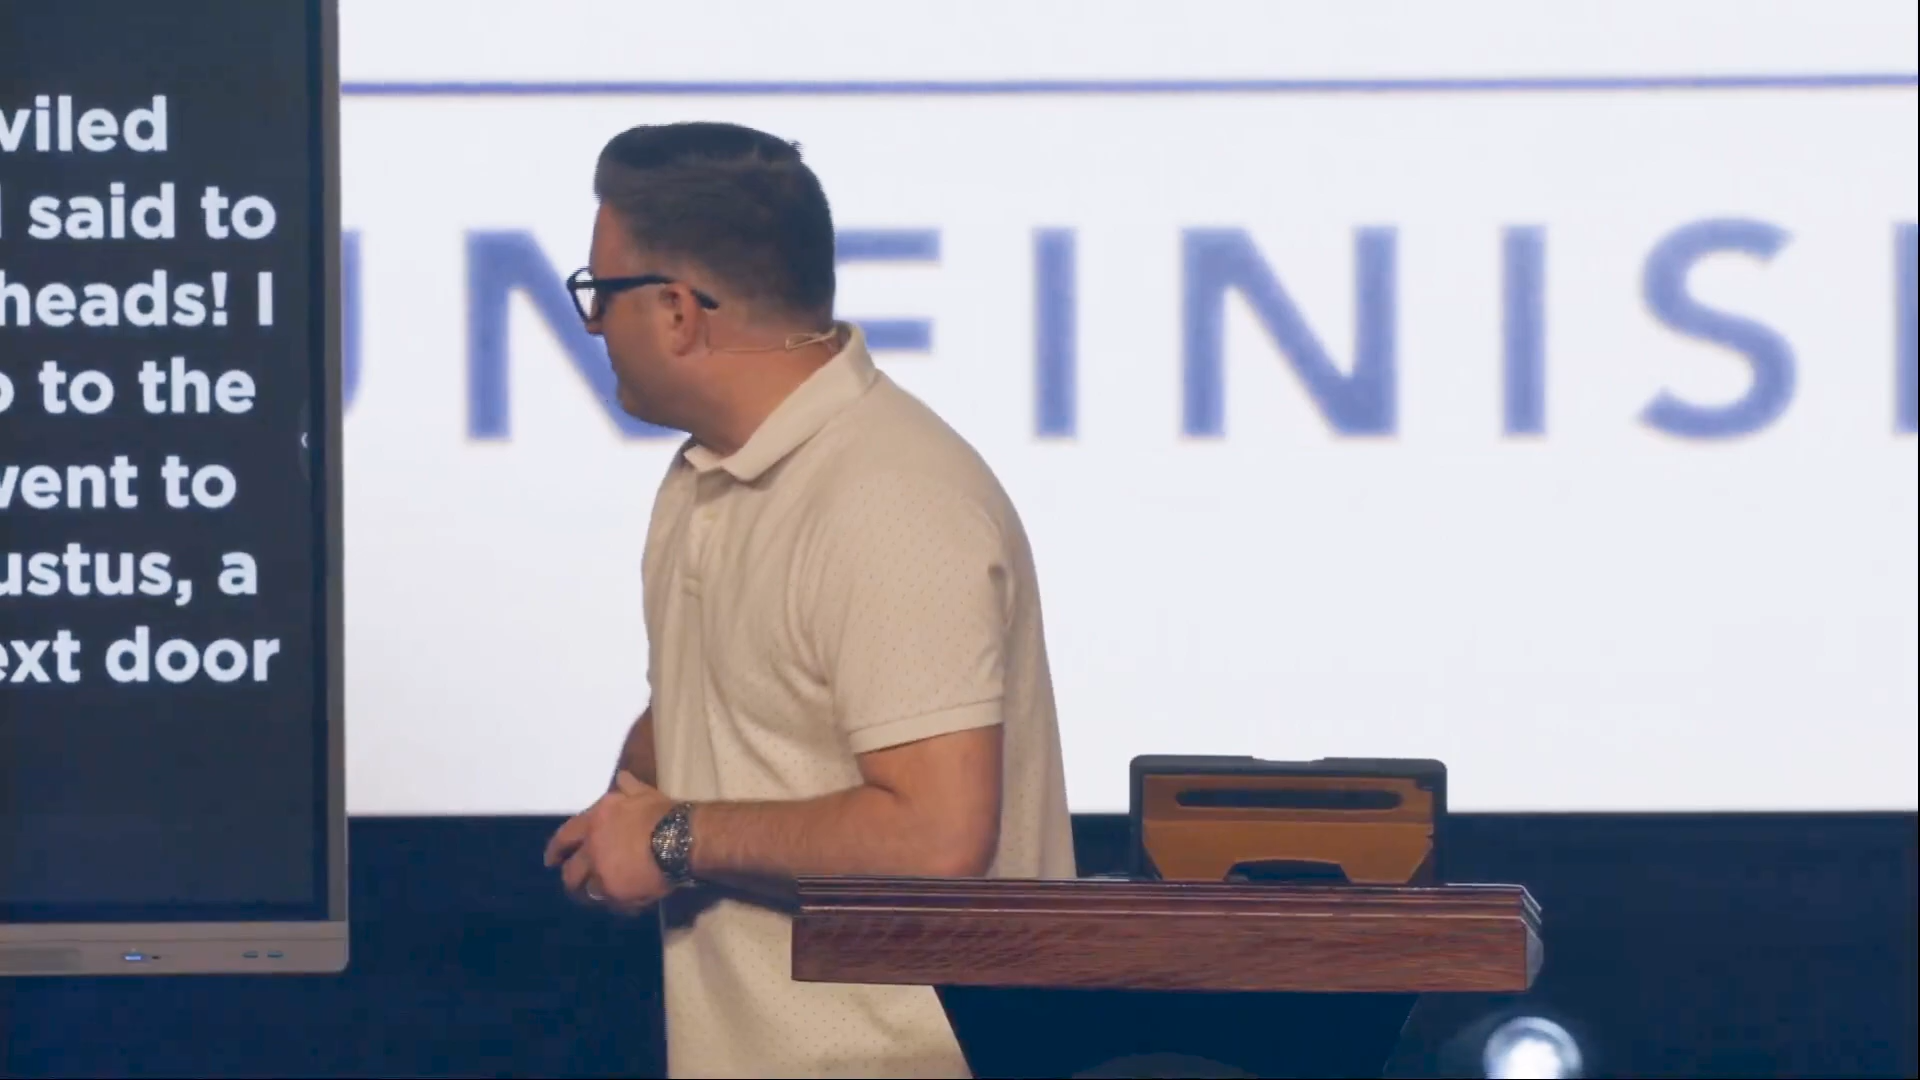 viled
said to
heads! I
to the
went to
ustus, a
ext door
UNFINIS